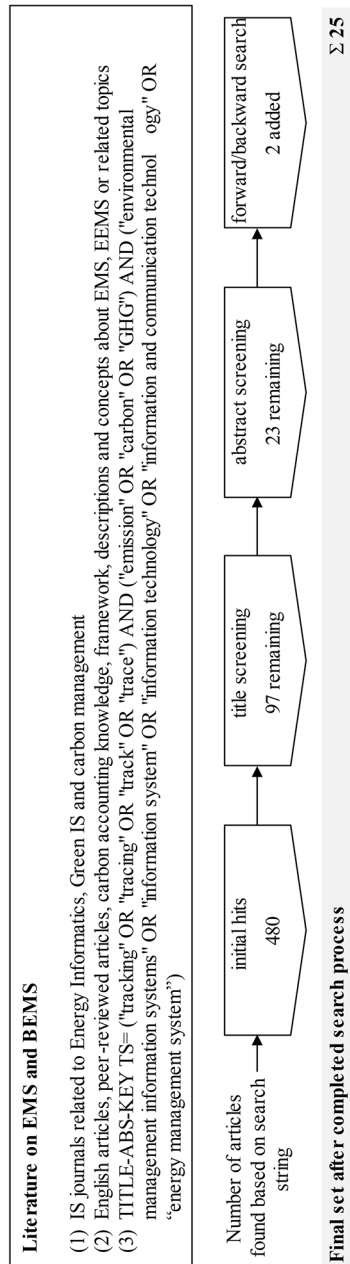 Literature on EMS and BEMS
(1) IS journals related to Energy Informatics, Green IS and carbon management
(2) English articles, peer-reviewed articles, carbon accounting knowledge, framework, descriptions and concepts about EMS, EEMS or related topics
(3) TITLE-ABS-KEY TS= ("tracking" OR "tracing" OR "track" OR "trace") AND ("emission" OR "carbon" OR "GHG") AND ("environmental
management information systems" OR "information system" OR "information technology" OR "information and communication technol ogy" OR
“energy management system”)
Number of articles
found based on search
string
initial hits
480
title screening
97 remaining
abstract screening
23 remaining
forward/backward search
2 added
Final set after completed search process Σ 25